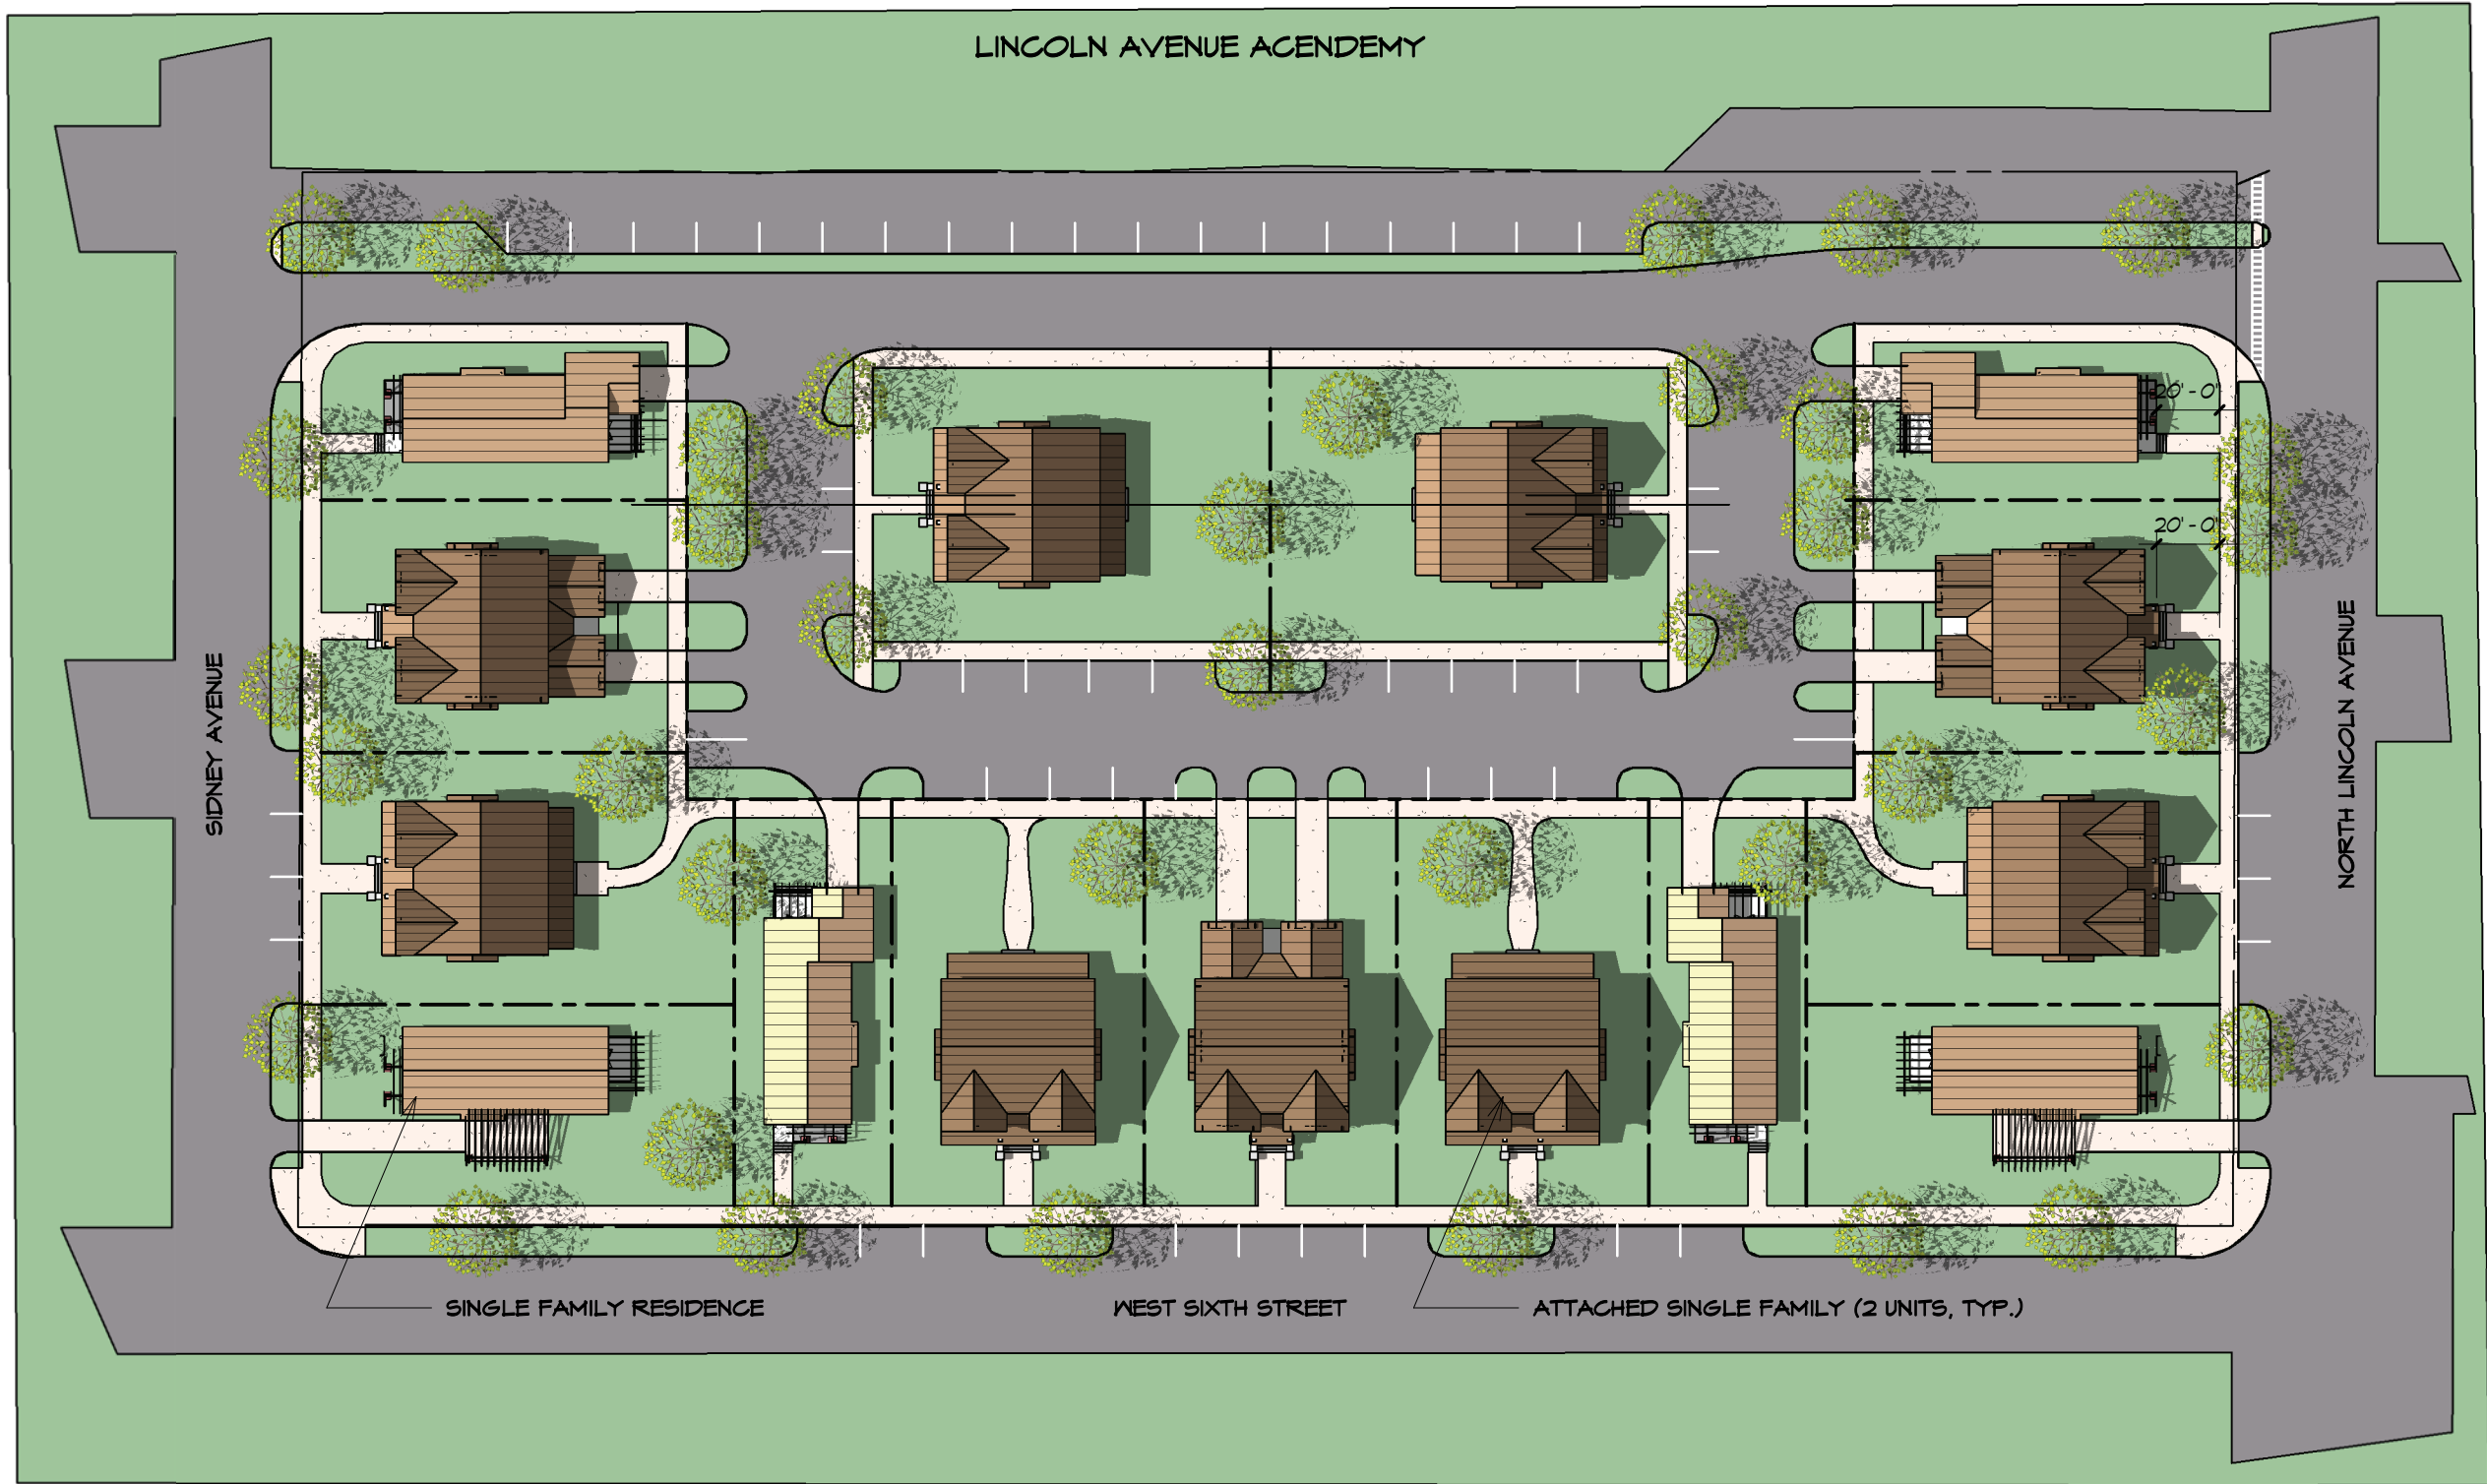 LINCOLN AVENUE ACENDEMY
20' - 0"
20' - 0"
SIDNEY AVENUE
NORTH LINCOLN AVENUE
SINGLE FAMILY RESIDENCE
WEST SIXTH STREET
ATTACHED SINGLE FAMILY (2 UNITS, TYP.)